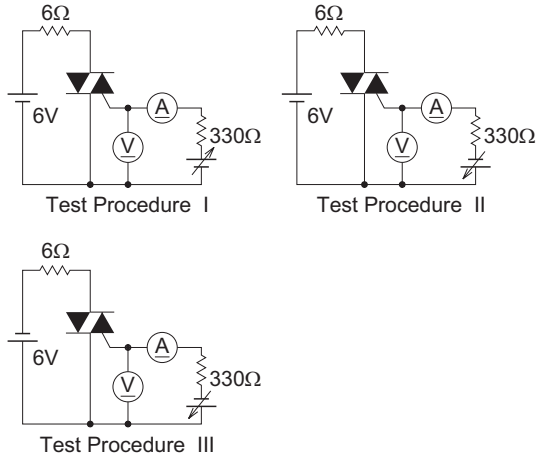 6Ω
6V
A
V
330Ω
Test Procedure I
6Ω
6V
A
V
330Ω
Test Procedure II
6Ω
6V
A
V
330Ω
Test Procedure III